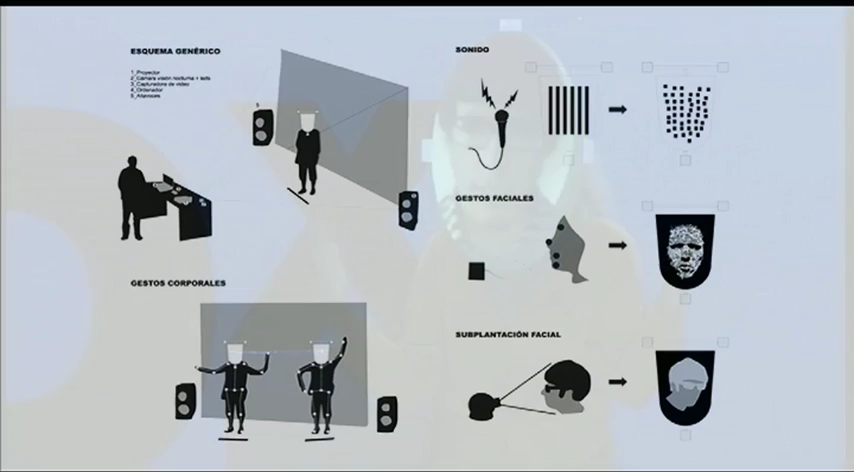 ESQUEMA GENÉRICO
1_Proyector
2_Cámara visión nocturna + leds
3_Capturadora de video
4_Ordenador
5_Altavoces
5
SONIDO
GESTOS FACIALES
GESTOS CORPORALES
SUBPLANTACIÓN FACIAL